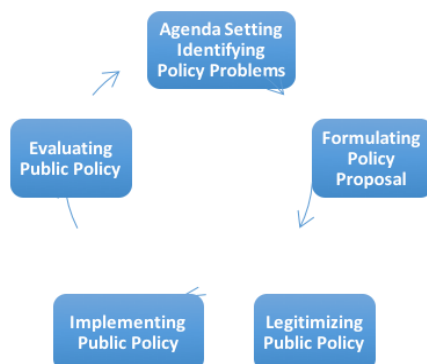 Agenda Setting
Identifying
Policy Problems
Formulating
Policy
Proposal
Legitimizing
Public Policy
Implementing
Public Policy
Evaluating
Public Policy